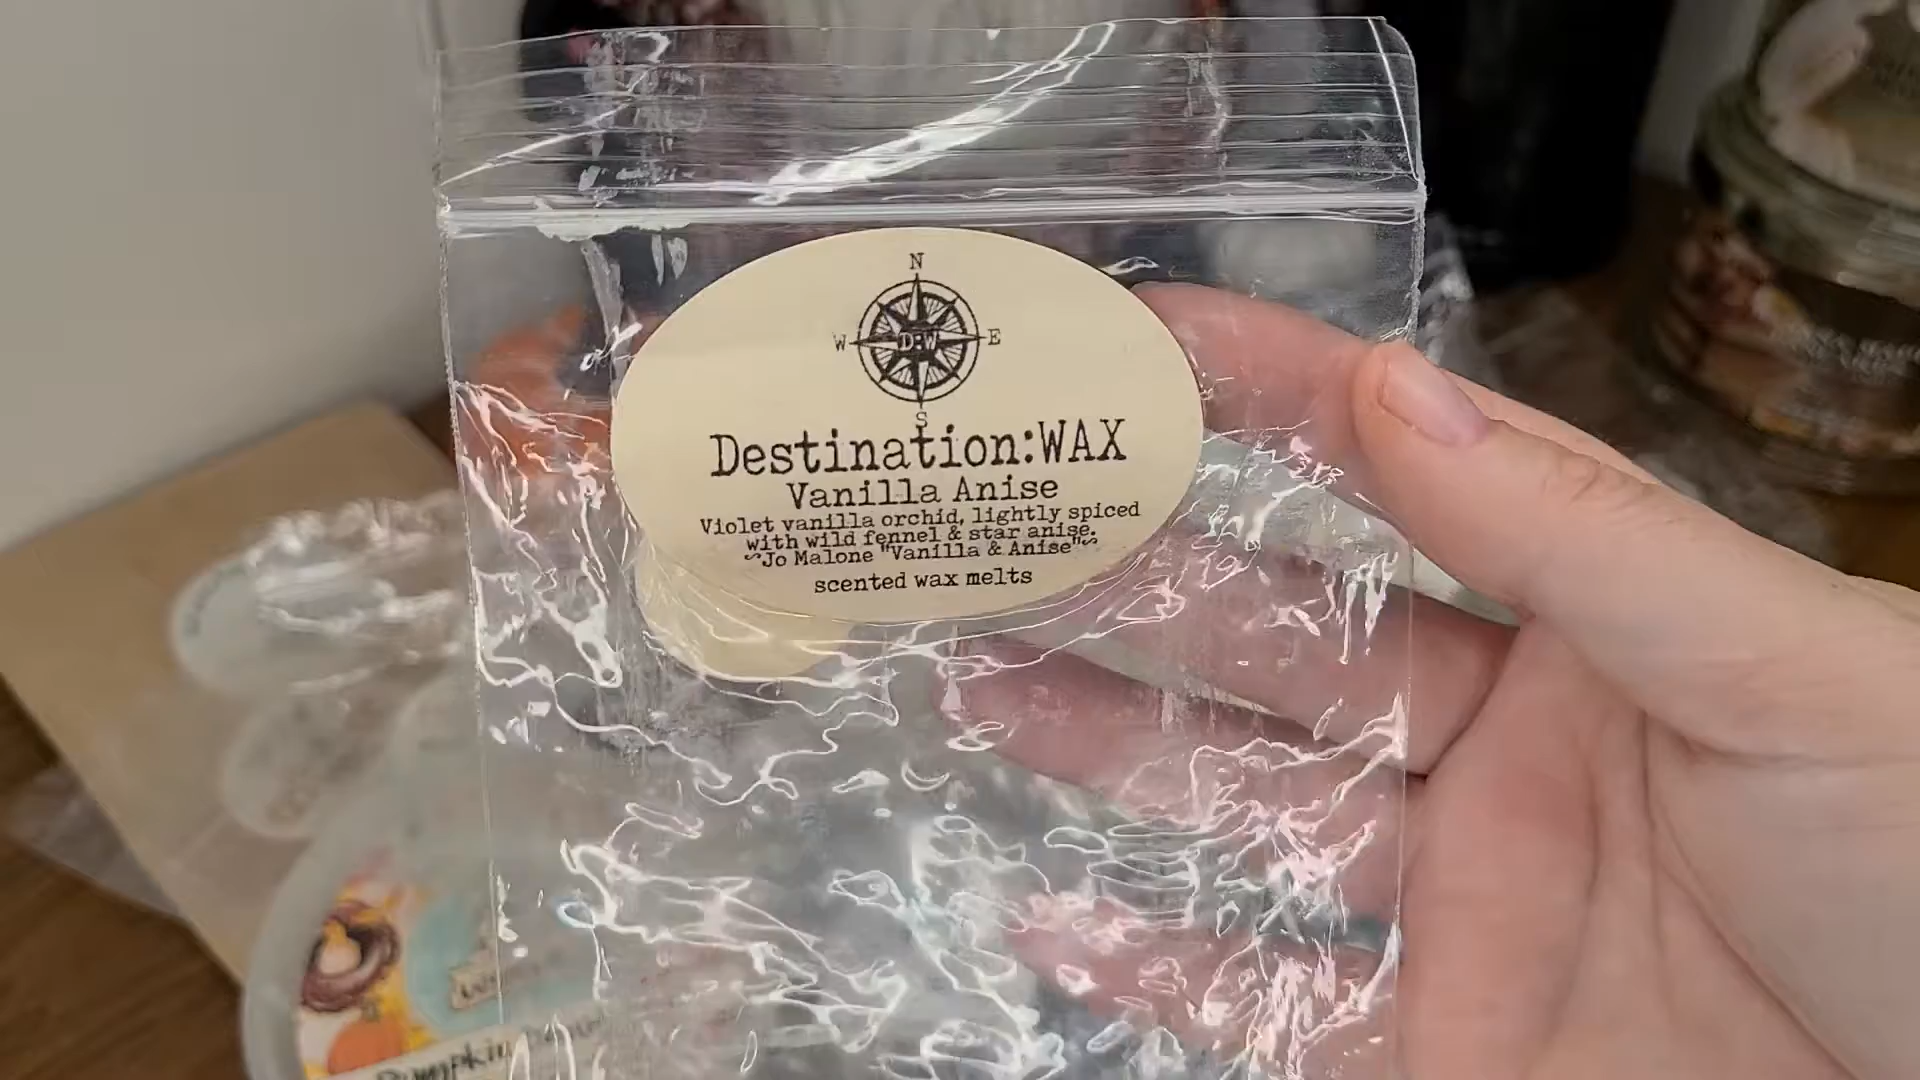 N
W D:W E
S
Destination:WAX
Vanilla Anise
Violet vanilla orchid, lightly spiced
with wild fennel & star anise.
~Jo Malone "Vanilla & Anise"~
scented wax melts
Pumpkin